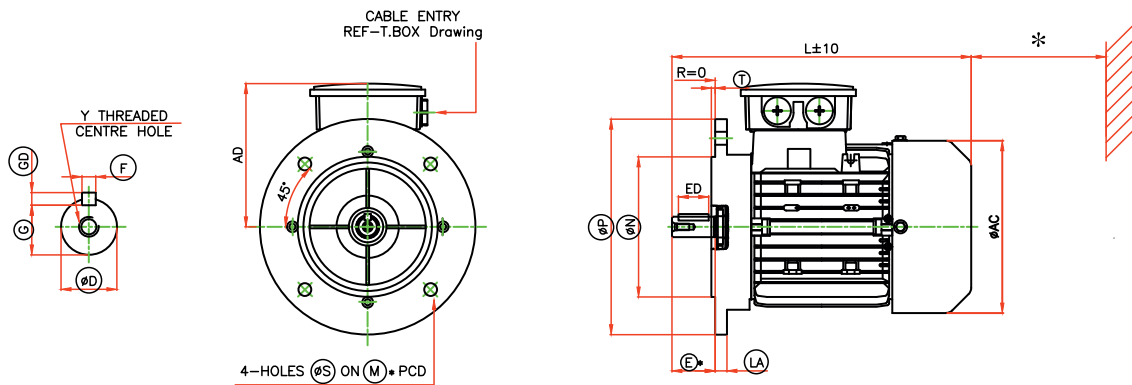 CABLE ENTRY
REF-T.BOX Drawing
L±10
*
R=0
T
Y THREADED
CENTRE HOLE
GD
F
AD
45°
ED
G
øD
øP
øN
øAC
4-HOLES øS ON M * PCD
E*
LA